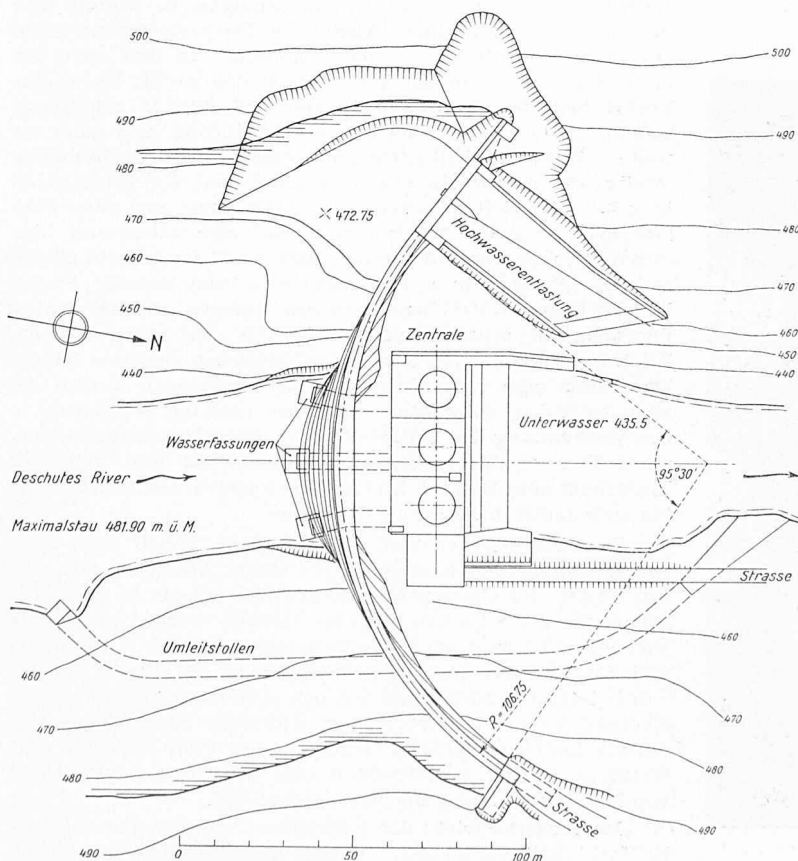 500
500
490
490
480
× 472.75
470
480
460
Hochwasserentlastung
470
450
Zentrale
460
N
450
440
440
Unterwasser 435.5
Wasserfassungen
95°30'
Deschutes River
Maximalstau 481.90 m. ü. M.
Strasse
460
Umleitstollen
460
R=106.75
470
470
480
480
Strasse
490
490
0 50 100 m